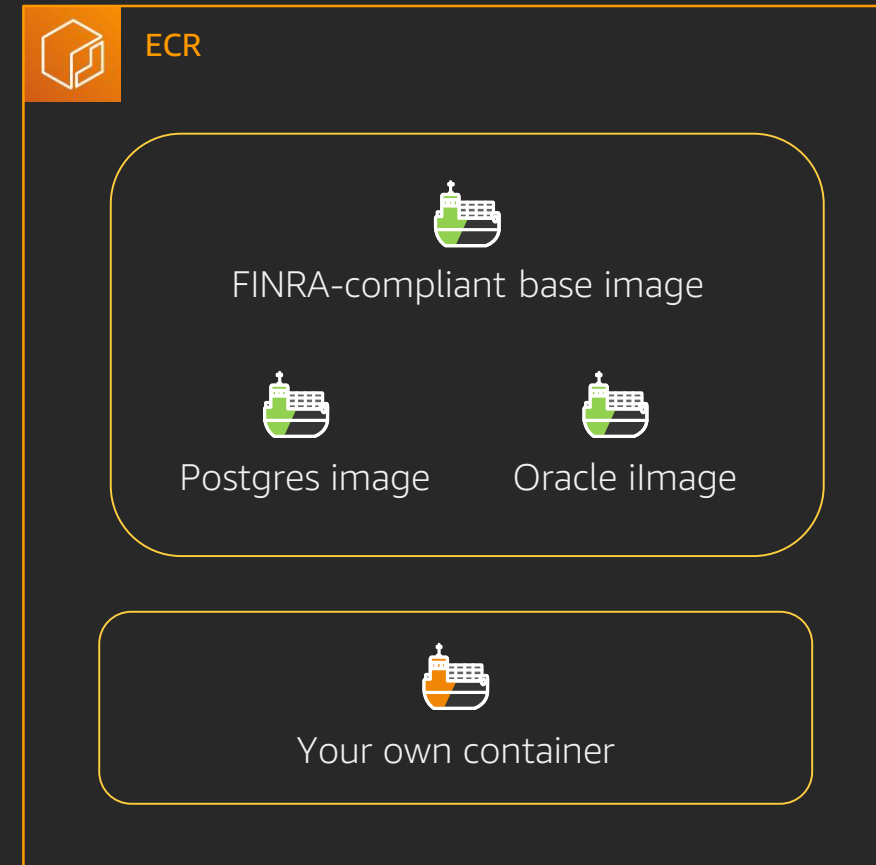 ECR
FINRA-compliant base image
Postgres image
Oracle iImage
Your own container